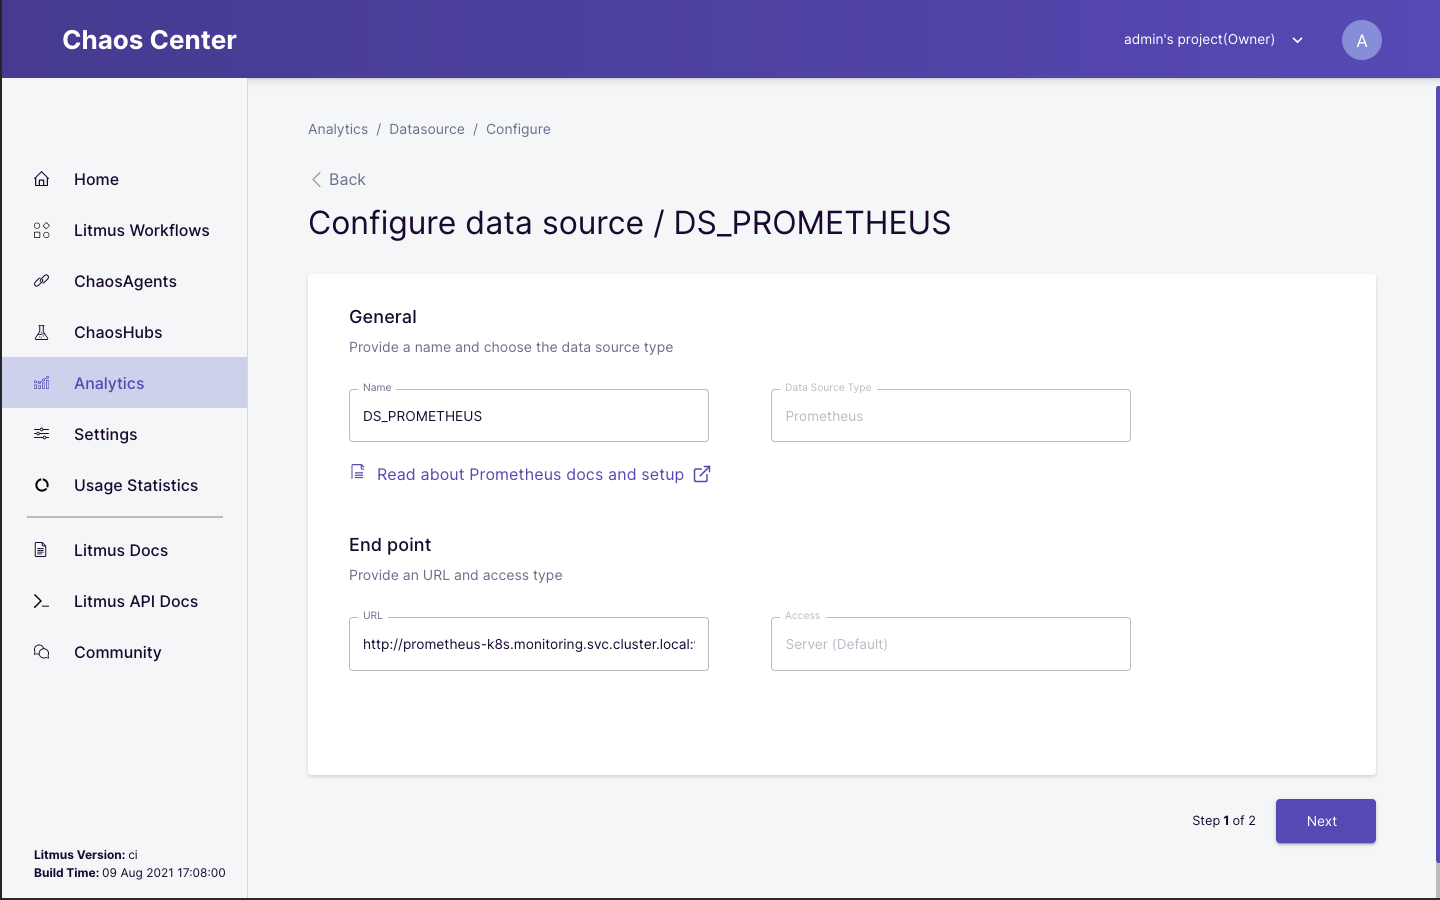 Chaos Center
admin's project(Owner)
A
Home
Litmus Workflows
ChaosAgents
ChaosHubs
Analytics
Settings
Usage Statistics
Litmus Docs
Litmus API Docs
Community
Litmus Version: ci
Build Time: 09 Aug 2021 17:08:00
Analytics / Datasource / Configure
Back
Configure data source / DS_PROMETHEUS
General
Provide a name and choose the data source type
Name
DS_PROMETHEUS
Data Source Type
Prometheus
Read about Prometheus docs and setup
End point
Provide an URL and access type
URL
http://prometheus-k8s.monitoring.svc.cluster.local:
Access
Server (Default)
Step 1 of 2
Next